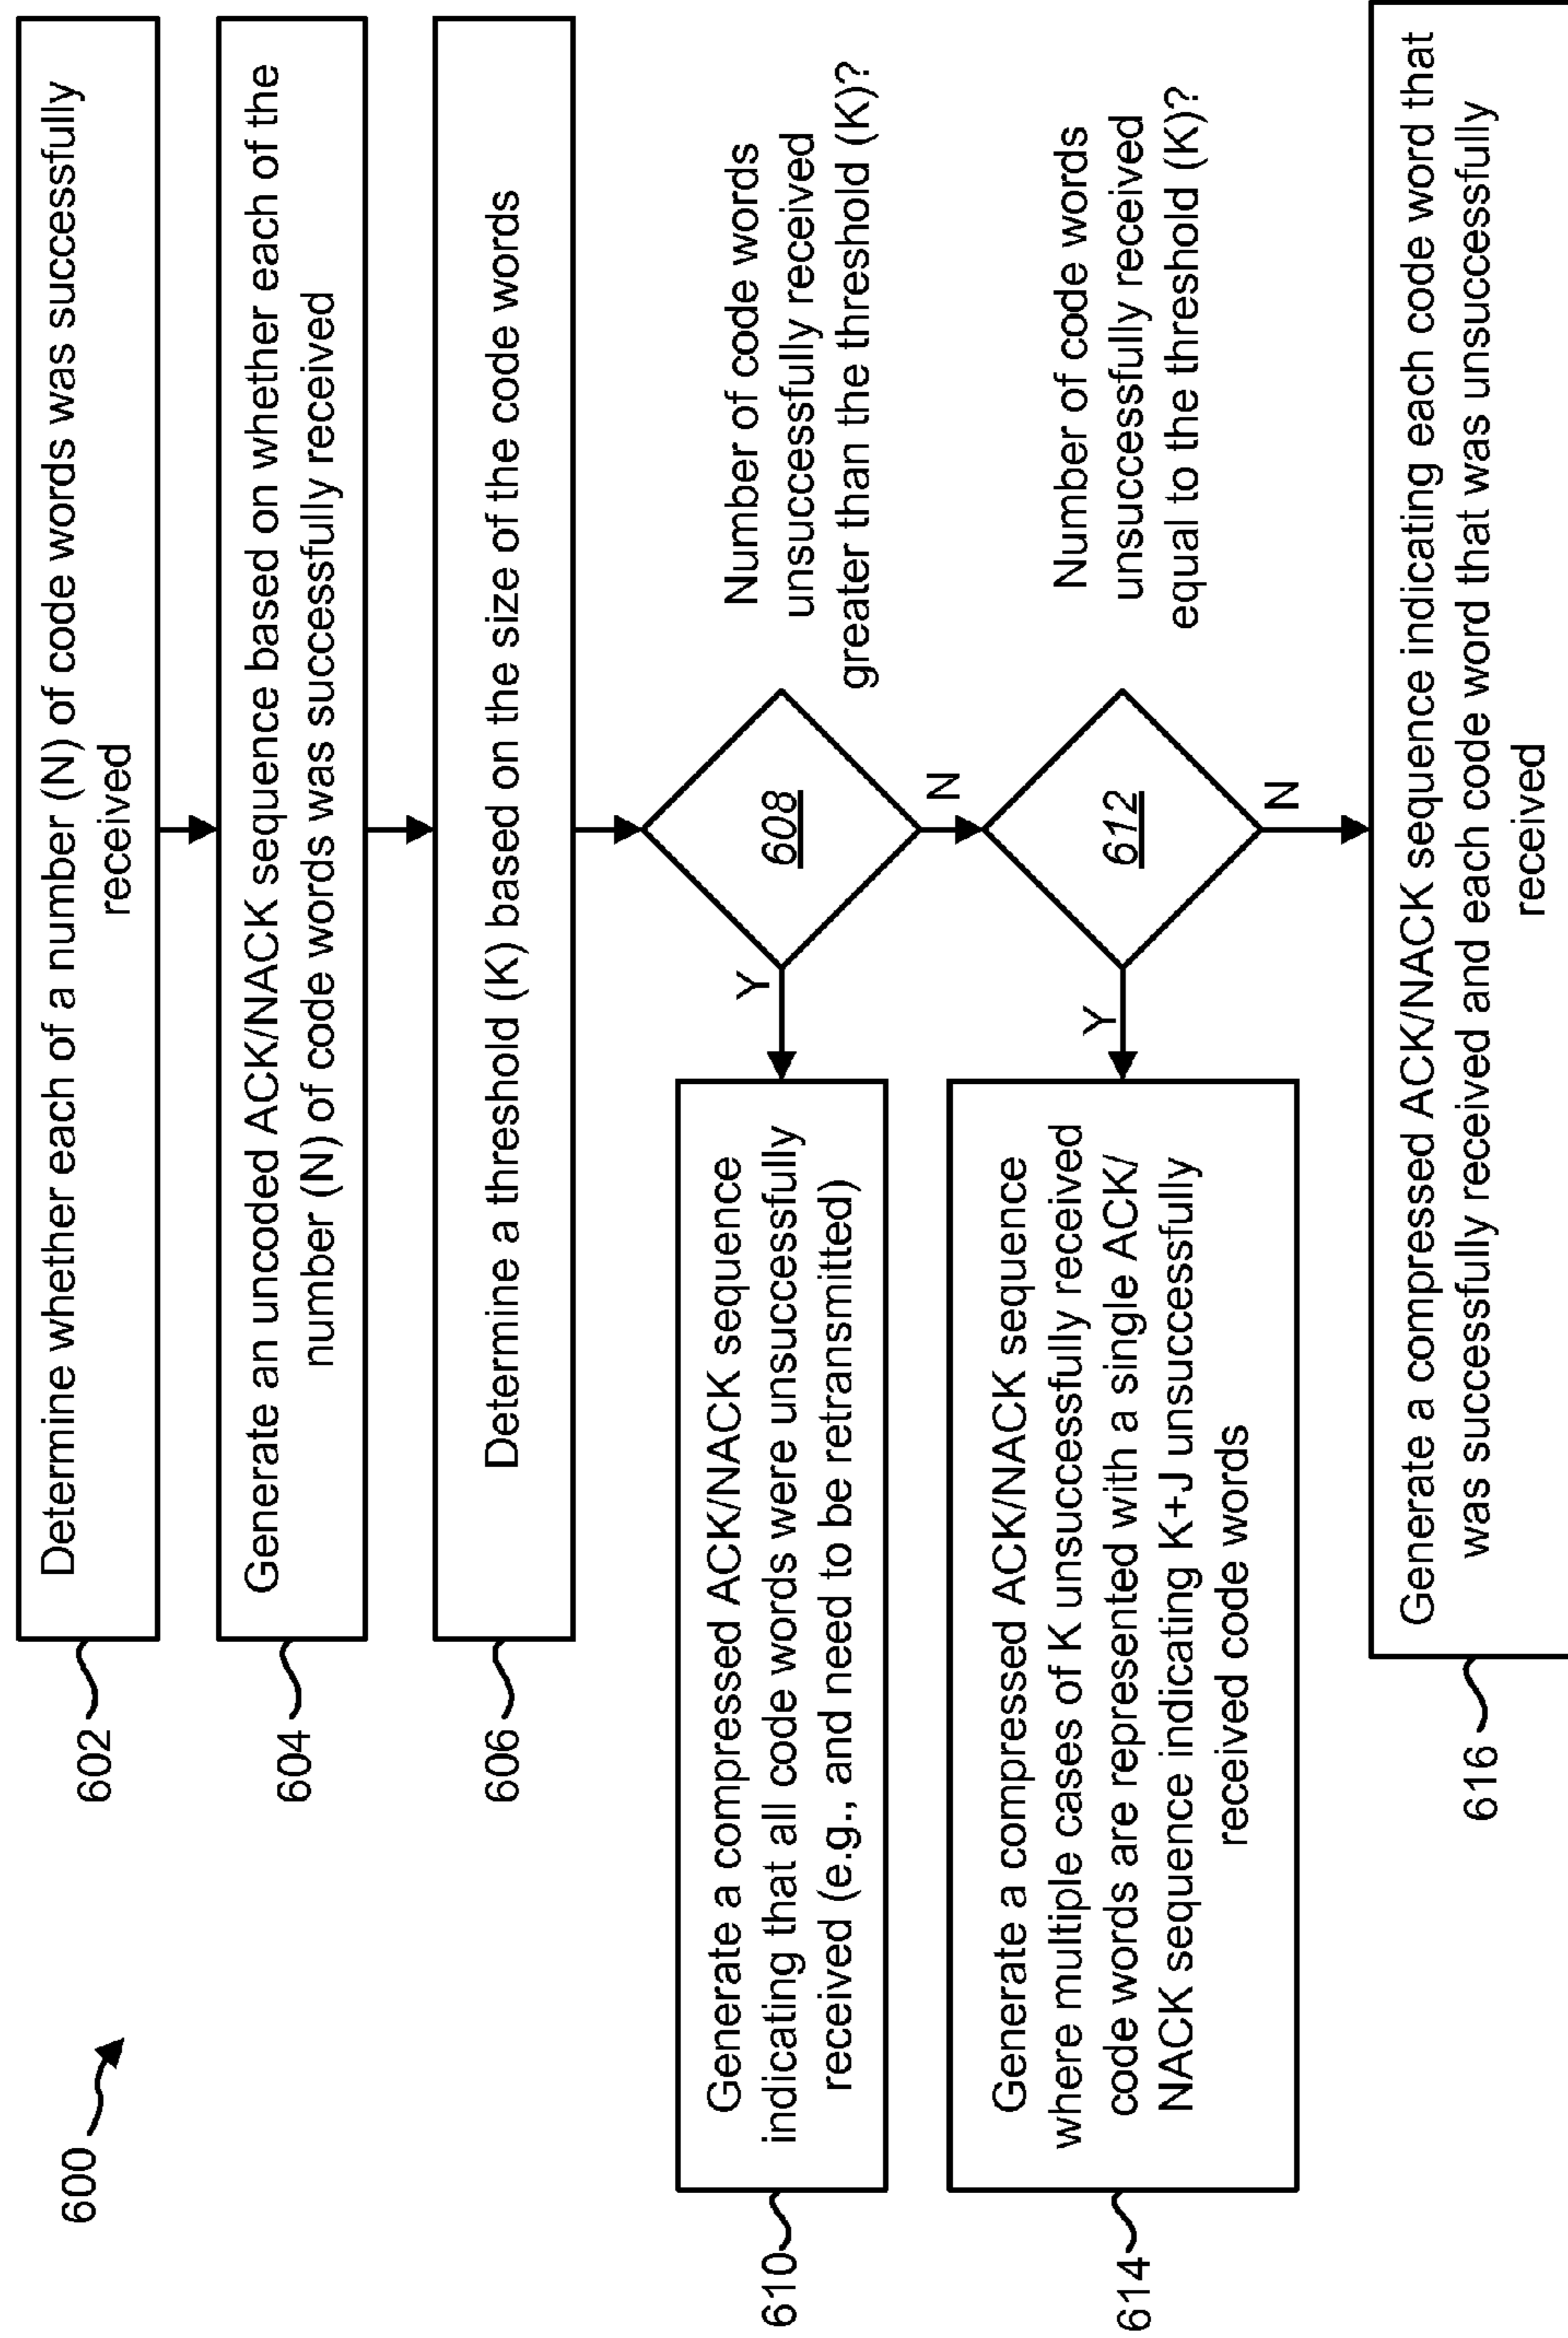 600
602
Determine whether each of a number (N) of code words was successfully
received
604
Generate an uncoded ACK/NACK sequence based on whether each of the
number (N) of code words was successfully received
606
Determine a threshold (K) based on the size of the code words
608
Number of code words
unsuccessfully received
greater than the threshold (K)?
Y
N
610
Generate a compressed ACK/NACK sequence
indicating that all code words were unsuccessfully
received (e.g., and need to be retransmitted)
612
Number of code words
unsuccessfully received
equal to the threshold (K)?
Y
N
614
Generate a compressed ACK/NACK sequence
where multiple cases of K unsuccessfully received
code words are represented with a single ACK/
NACK sequence indicating K+J unsuccessfully
received code words
616
Generate a compressed ACK/NACK sequence indicating each code word that
was successfully received and each code word that was unsuccessfully
received